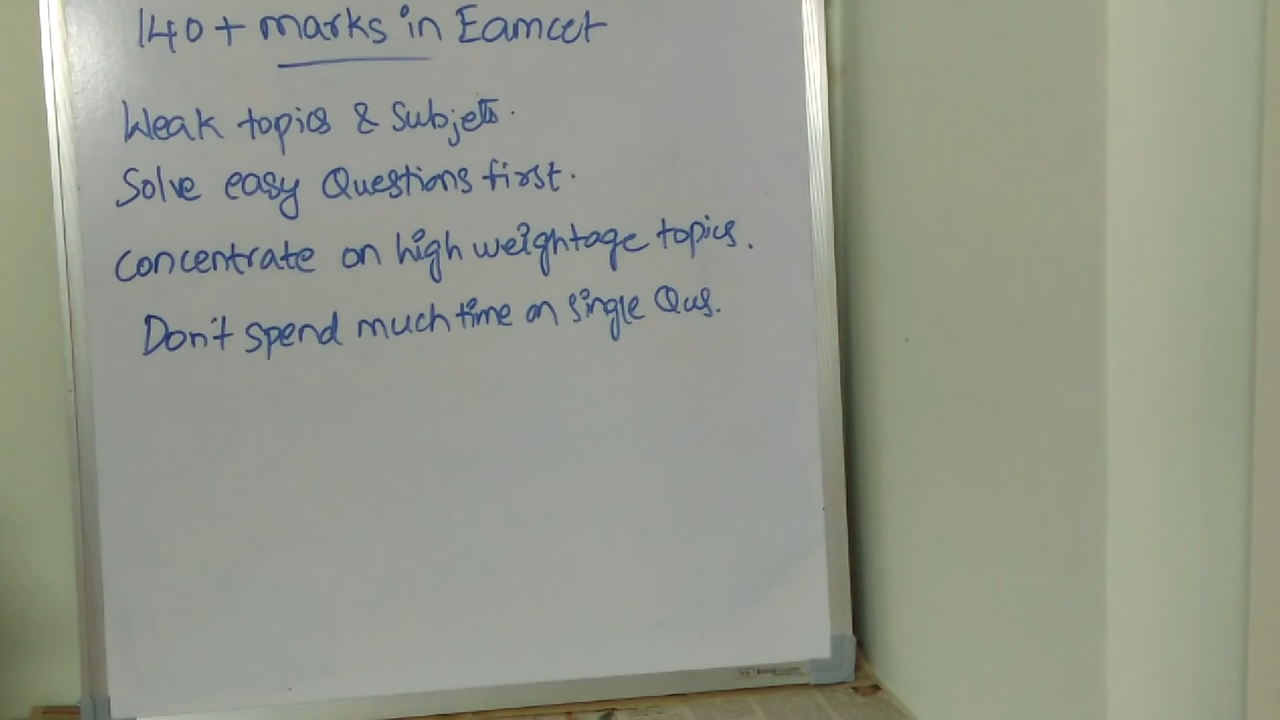 140+ marks in Eamcet
Weak topics & Subjets.
Solve easy Questions first.
Concentrate on high weightage topics.
Don't spend much time on single Qus.